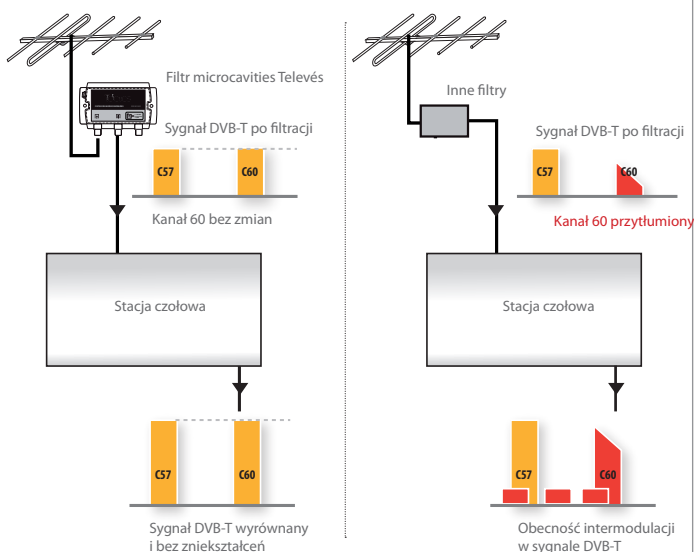 Filtr microcavities Televés
Sygnał DVB-T po filtracji
C57
C60
Kanał 60 bez zmian
Stacja czołowa
C57
C60
Sygnał DVB-T wyrównany
i bez zniekształceń
Inne filtry
Sygnał DVB-T po filtracji
C57
C60
Kanał 60 przytłumiony
Stacja czołowa
C57
C60
Obecność intermodulacji
w sygnale DVB-T